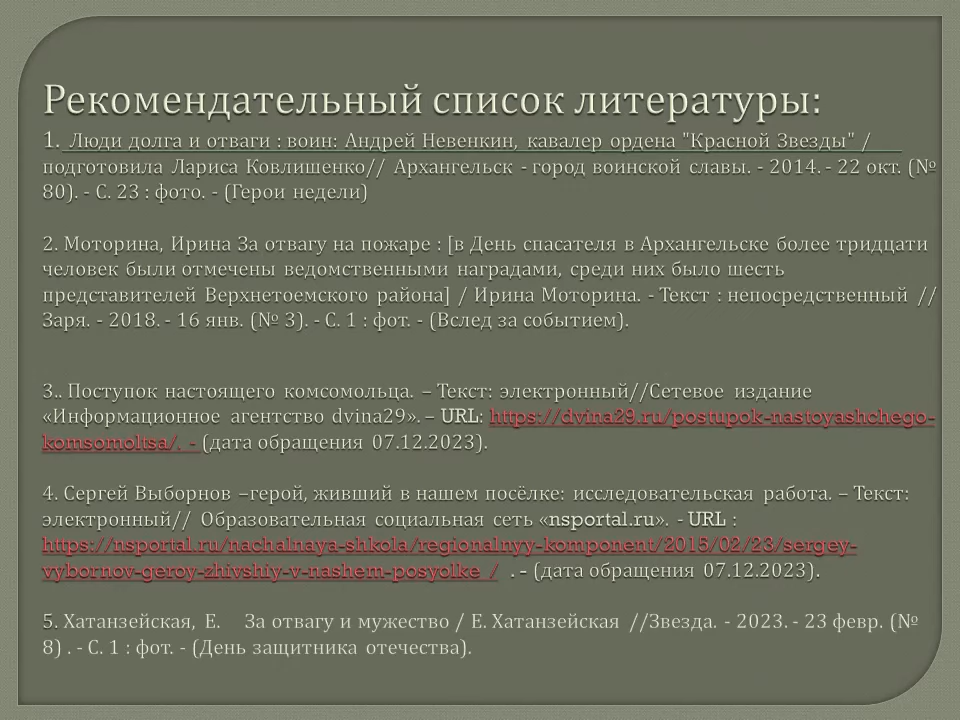 Рекомендательный список литературы:
1. Люди долга и отваги : воин: Андрей Невенкин, кавалер ордена "Красной Звезды" /
подготовила Лариса Ковлишенко// Архангельск - город воинской славы. - 2014. - 22 окт. (№
80). - С. 23 : фото. - (Герои недели)
2. Моторина, Ирина За отвагу на пожаре : [в День спасателя в Архангельске более тридцати
человек были отмечены ведомственными наградами, среди них было шесть
представителей Верхнетоемского района] / Ирина Моторина. - Текст : непосредственный //
Заря. - 2018. - 16 янв. (№ 3). - С. 1 : фот. - (Вслед за событием).
3.. Поступок настоящего комсомольца. – Текст: электронный//Сетевое издание
«Информационное агентство dvina29». – URL: https://dvina29.ru/postupok-nastoyashchego-
komsomoltsa/. - (дата обращения 07.12.2023).
4. Сергей Выборнов –герой, живший в нашем посёлке: исследовательская работа. – Текст:
электронный// Образовательная социальная сеть «nsportal.ru». - URL :
https://nsportal.ru/nachalnaya-shkola/regionalnyy-komponent/2015/02/23/sergey-
vybornov-geroy-zhivshiy-v-nashem-posyolke / . - (дата обращения 07.12.2023).
5. Хатанзейская, Е. За отвагу и мужество / Е. Хатанзейская //Звезда. - 2023. - 23 февр. (№
8) . - С. 1 : фот. - (День защитника отечества).